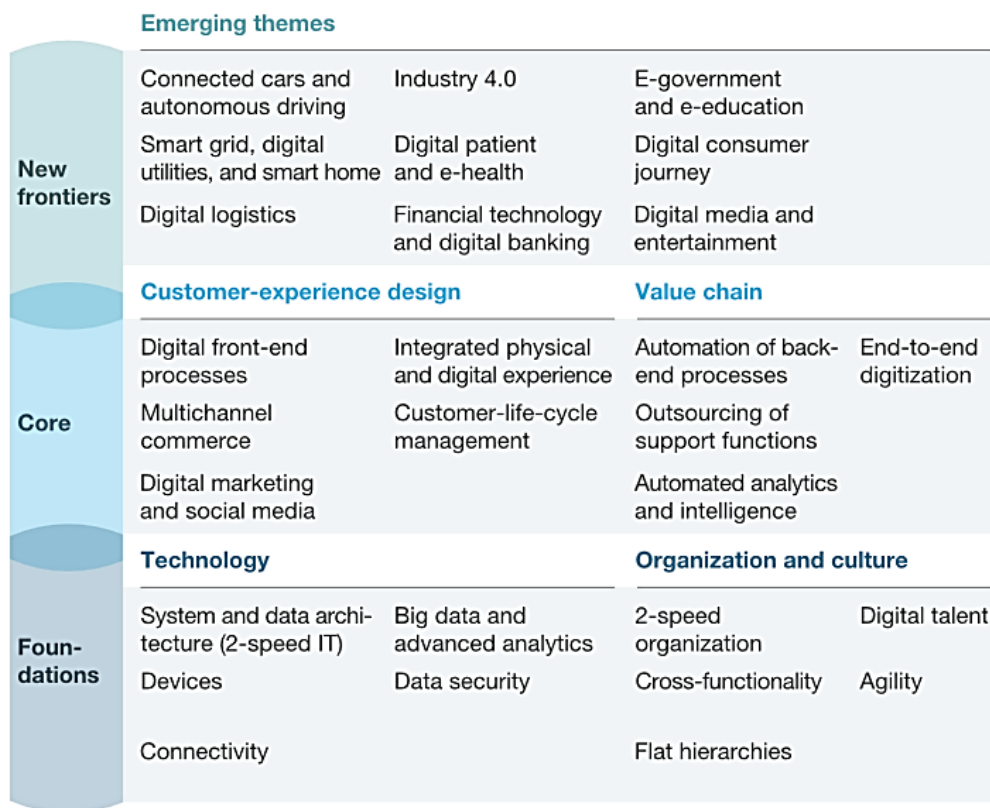 Emerging themes
New
frontiers
Connected cars and
autonomous driving
Industry 4.0
E-government
and e-education
Smart grid, digital
utilities, and smart home
Digital patient
and e-health
Digital consumer
journey
Digital logistics
Financial technology
and digital banking
Digital media and
entertainment
Core
Customer-experience design
Digital front-end
processes
Integrated physical
and digital experience
Multichannel
commerce
Customer-life-cycle
management
Digital marketing
and social media
Value chain
Automation of back-
end processes
End-to-end
digitization
Outsourcing of
support functions
Automated analytics
and intelligence
Foun-
dations
Technology
System and data archi-
tecture (2-speed IT)
Big data and
advanced analytics
Devices
Data security
Connectivity
Organization and culture
2-speed
organization
Digital talent
Cross-functionality
Agility
Flat hierarchies